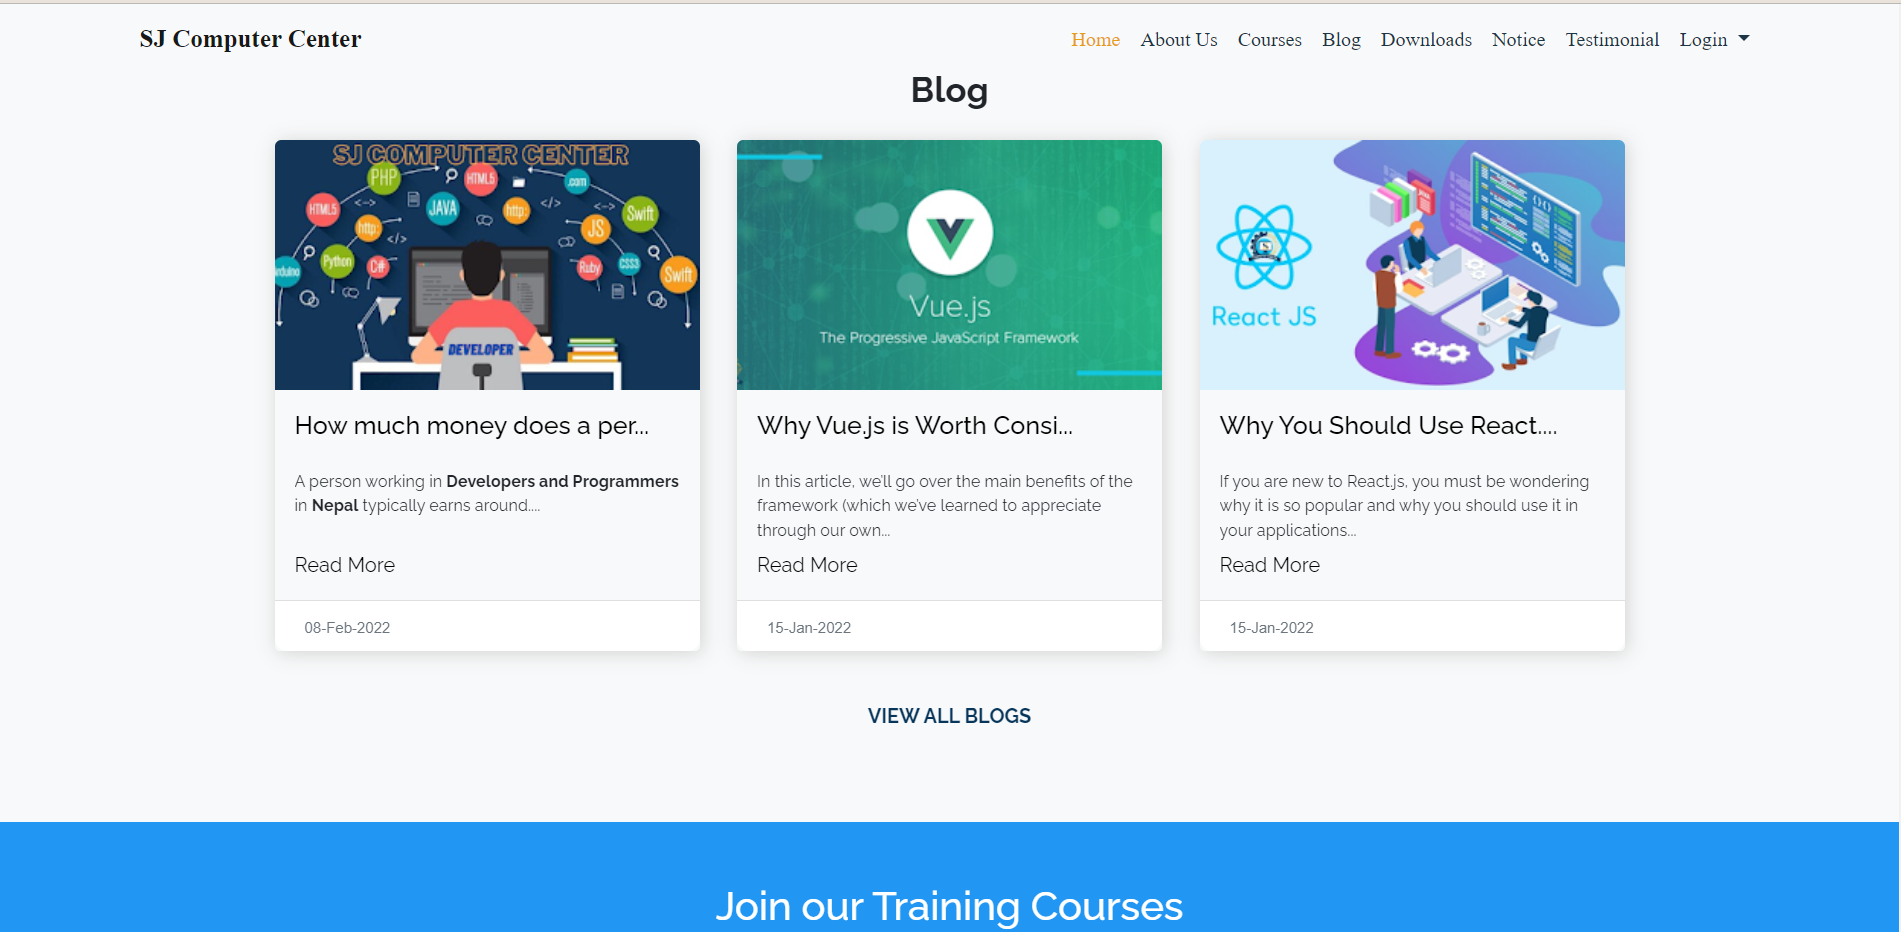 SJ Computer Center
Home About Us Courses Blog Downloads Notice Testimonial Login
Blog
SJ COMPUTER CENTER
PHP
HTML5
.com
HTML5
JAVA
http:
Swift
http:
JS
Python
C#
Ruby
CSS3
Swift
DEVELOPER
How much money does a per...
A person working in Developers and Programmers
in Nepal typically earns around....
Read More
08-Feb-2022
Vue.js
The Progressive JavaScript Framework
Why Vue.js is Worth Consi...
In this article, we’ll go over the main benefits of the
framework (which we’ve learned to appreciate
through our own...
Read More
15-Jan-2022
React JS
Why You Should Use React....
If you are new to React.js, you must be wondering
why it is so popular and why you should use it in
your applications...
Read More
15-Jan-2022
VIEW ALL BLOGS
Join our Training Courses